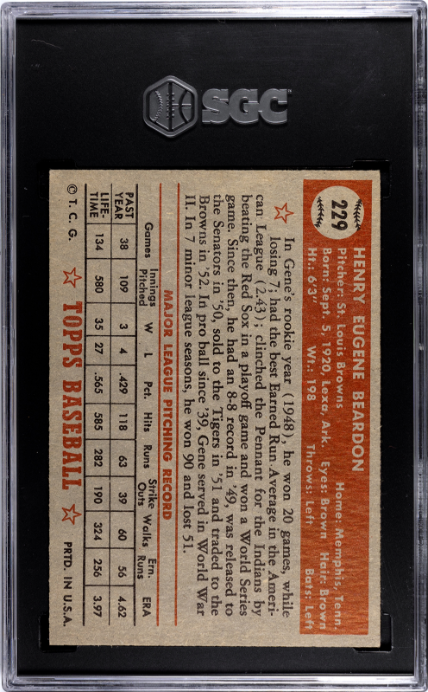 SGC
229
HENRY EUGENE BEARDON
Pitcher: St. Louis Browns Home: Memphis, Tenn.
Born: Sept. 5, 1920, Lexa, Ark. Eyes: Brown Hair: Brown
Ht.: 6'3" Wt.: 198 Throws: Left Bats: Left
In Gene's rookie year (1948), he won 20 games, while
losing 7; had the best Earned Run Average in the Ameri-
can League (2.43); clinched the Pennant for the Indians by
beating the Red Sox in a playoff game and won a World Series
game. Since then, he had an 8-8 record in '49, was released to
the Senators in '50, sold to the Tigers in '51 and traded to the
Browns in '52. In pro ball since '39, Gene served in World War
II. In 7 minor league seasons, he won 90 and lost 51.
MAJOR LEAGUE PITCHING RECORD
Games Innings Pitched W L Pct. Hits Runs Strike Outs Walks Ern. Runs ERA
PAST YEAR 38 109 3 4 .429 118 63 39 60 56 4.62
LIFE-TIME 134 580 35 27 .565 585 282 190 324 256 3.97
© T. C. G. TOPPS BASEBALL PRTD. IN U.S.A.